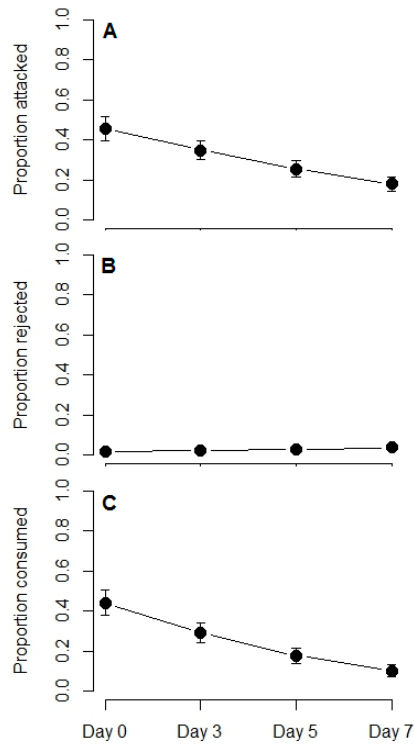 A
Proportion attacked
1.0
0.8
0.6
0.4
0.2
0.0
B
Proportion rejected
1.0
0.8
0.6
0.4
0.2
0.0
C
Proportion consumed
1.0
0.8
0.6
0.4
0.2
0.0
Day 0 Day 3 Day 5 Day 7